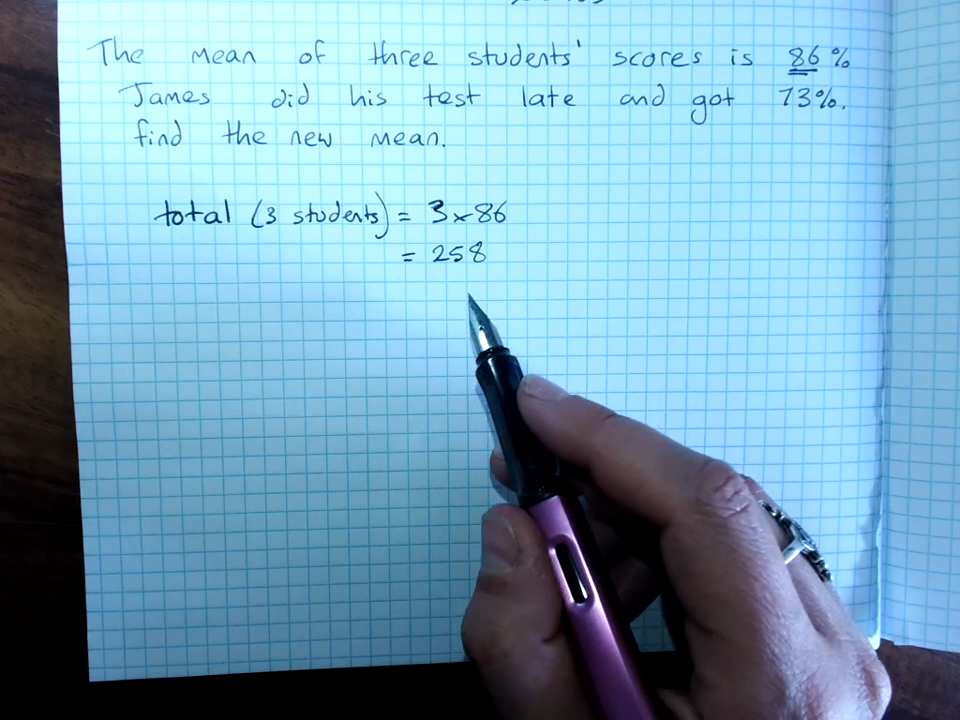 The mean of three students' scores is 86%
James did his test late and got 73%.
find the new mean.
total (3 students) = 3 × 86
= 258